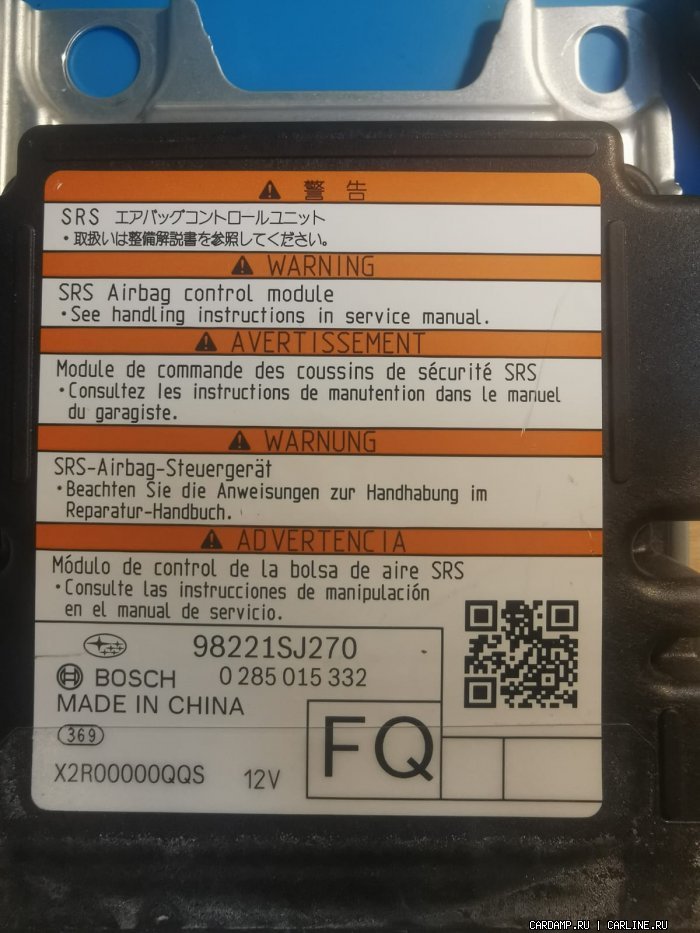 警告
SRS エアバッグコントロールユニット
・取扱いは整備解説書を参照してください。
WARNING
SRS Airbag control module
・See handling instructions in service manual.
AVERTISSEMENT
Module de commande des coussins de sécurité SRS
・Consultez les instructions de manutention dans le manuel
du garagiste.
WARNUNG
SRS-Airbag-Steuergerät
・Beachten Sie die Anweisungen zur Handhabung im
Reparatur-Handbuch.
ADVERTENCIA
Módulo de control de la bolsa de aire SRS
・Consulte las instrucciones de manipulación
en el manual de servicio.
98221SJ270
BOSCH 0 285 015 332
MADE IN CHINA
369
FQ
X2R00000QQS 12V
CARDAMP.RU | CARLINE.RU